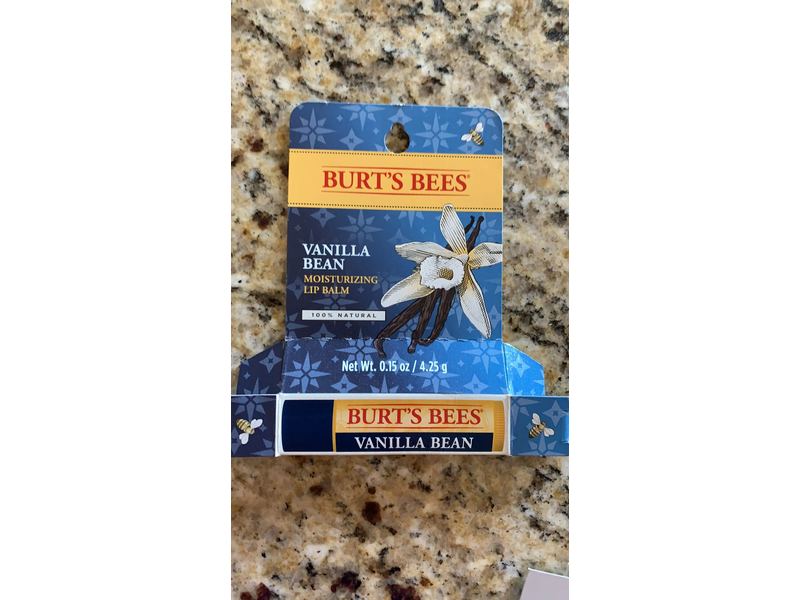 BURT'S BEES®
VANILLA
BEAN
MOISTURIZING
LIP BALM
100% NATURAL
Net Wt. 0.15 oz / 4.25 g
BURT'S BEES®
VANILLA BEAN